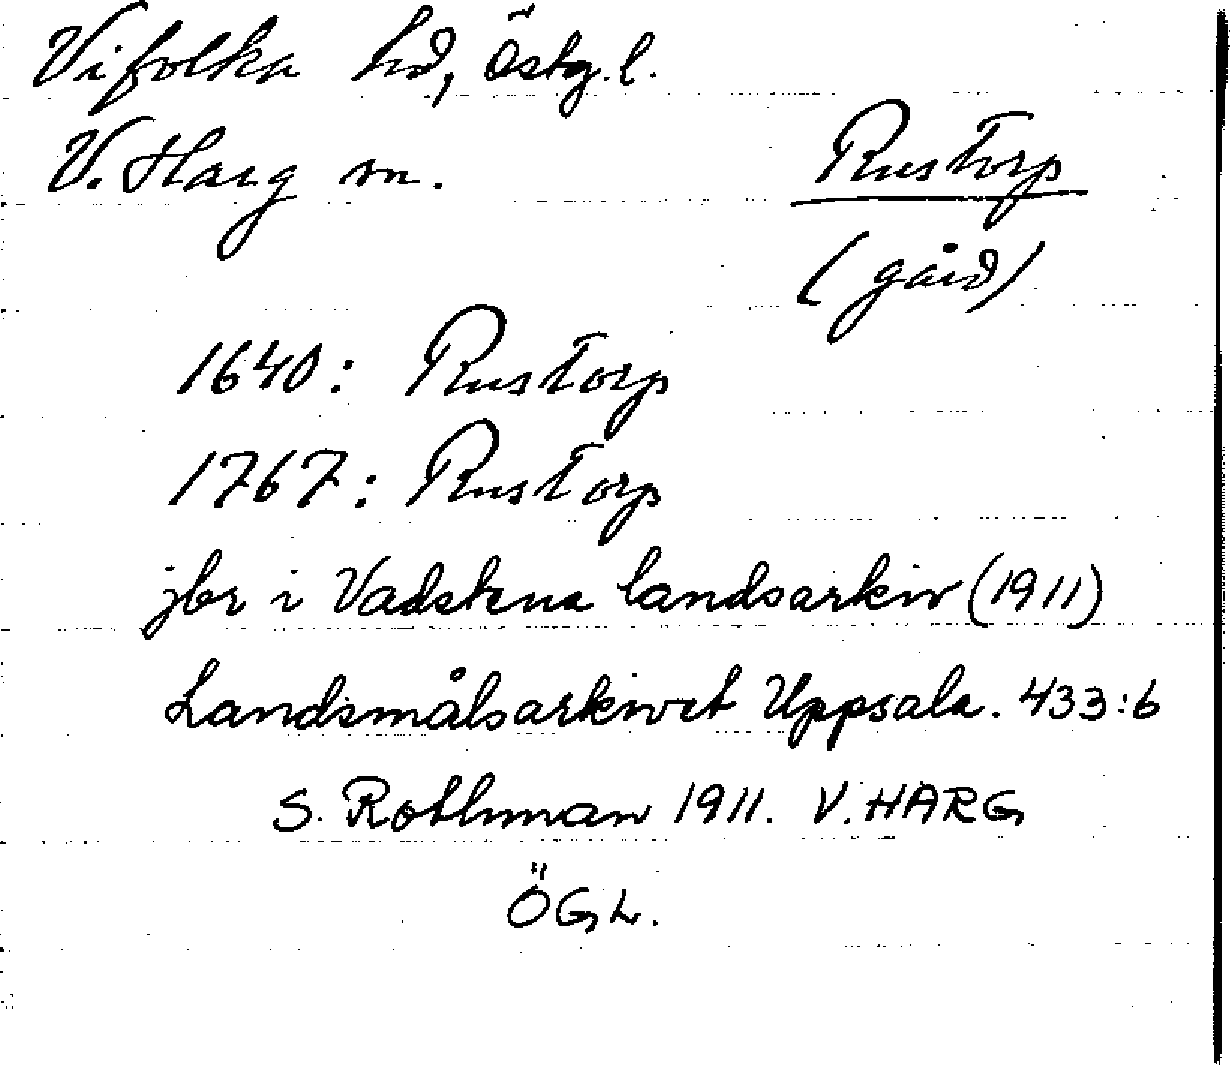 Vifolka hd, Östg.l.
V. Harg sn.
Rustorp
(gård)
1640: Rustorp
1767: Rustorp
jbr i Vadstena landsarkiv (1911)
Landsmålsarkivet Uppsala. 433:6
S. Rothman 1911. V. HARG
ÖGL.